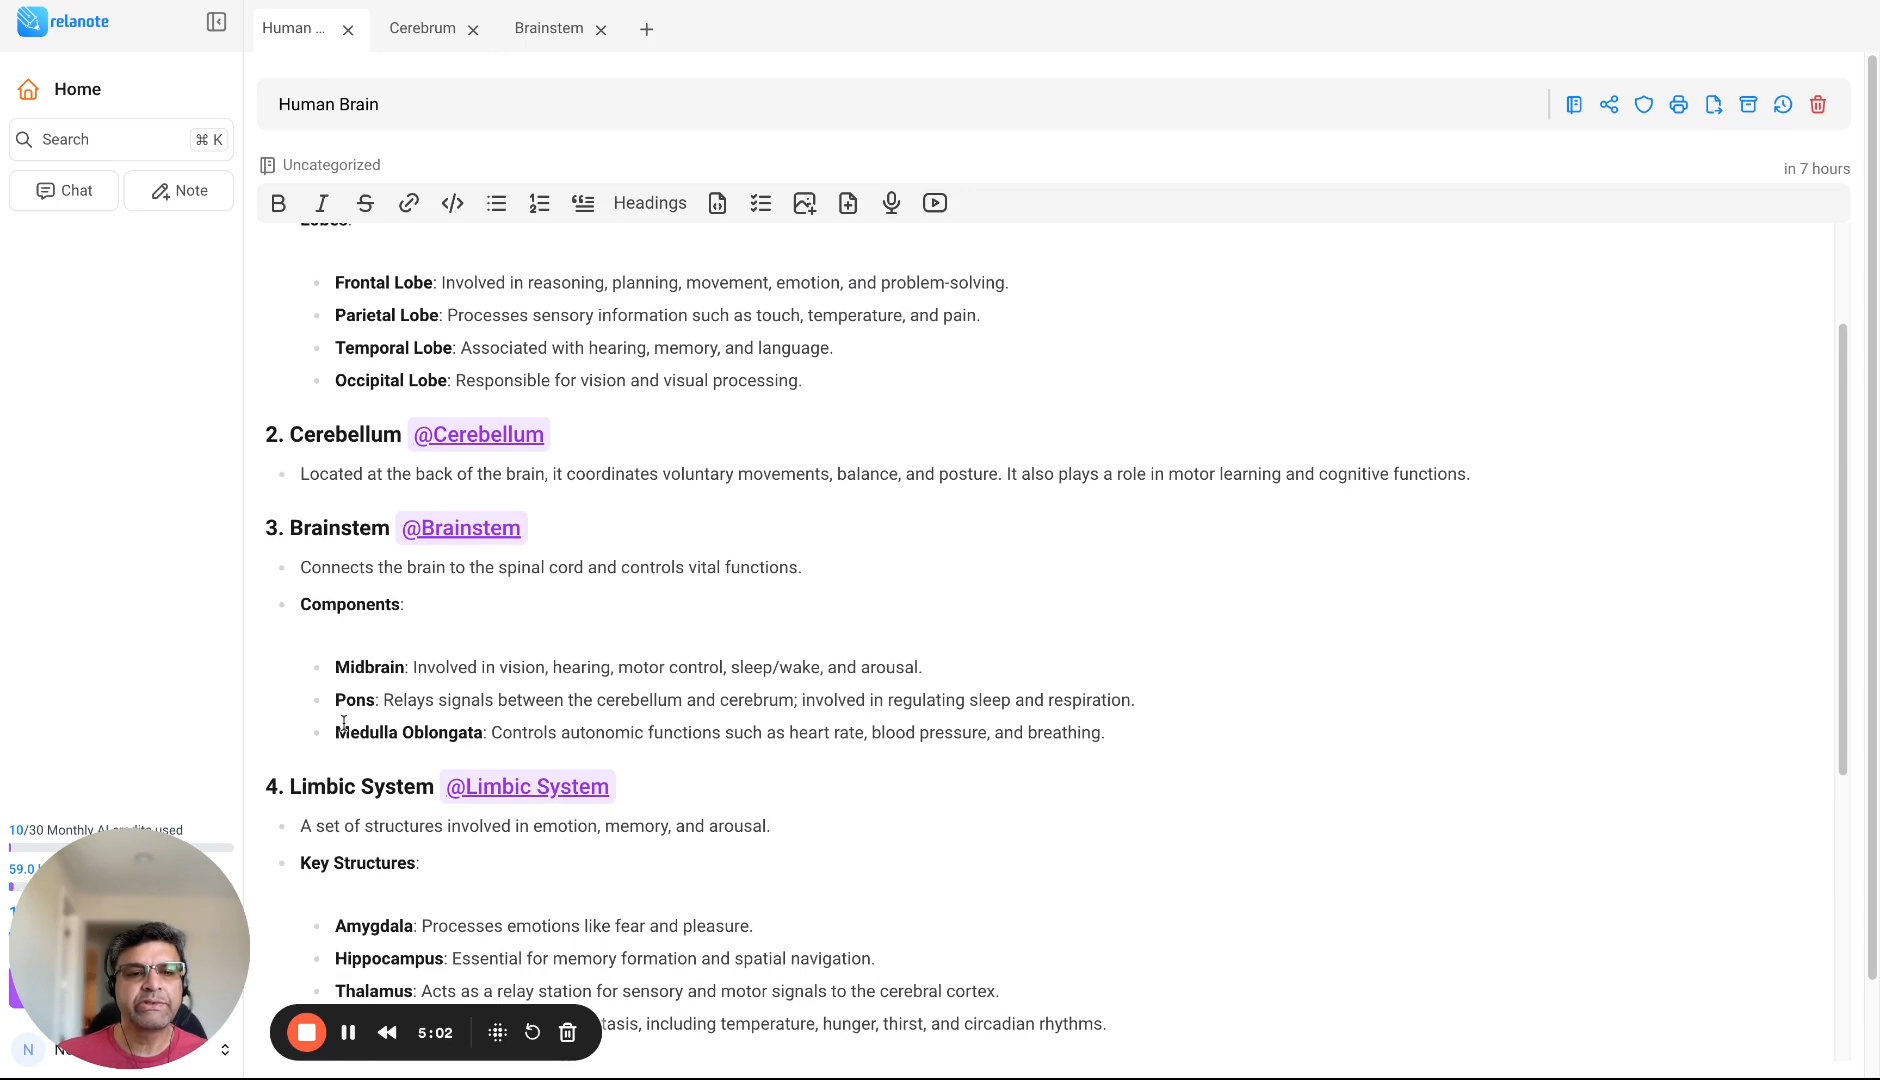 relanote
Human ...
Cerebrum
Brainstem
Home
Search
⌘ K
Chat
Note
Human Brain
Uncategorized
in 7 hours
Headings
Frontal Lobe: Involved in reasoning, planning, movement, emotion, and problem-solving.
Parietal Lobe: Processes sensory information such as touch, temperature, and pain.
Temporal Lobe: Associated with hearing, memory, and language.
Occipital Lobe: Responsible for vision and visual processing.
2. Cerebellum @Cerebellum
Located at the back of the brain, it coordinates voluntary movements, balance, and posture. It also plays a role in motor learning and cognitive functions.
3. Brainstem @Brainstem
Connects the brain to the spinal cord and controls vital functions.
Components:
Midbrain: Involved in vision, hearing, motor control, sleep/wake, and arousal.
Pons: Relays signals between the cerebellum and cerebrum; involved in regulating sleep and respiration.
Medulla Oblongata: Controls autonomic functions such as heart rate, blood pressure, and breathing.
4. Limbic System @Limbic System
A set of structures involved in emotion, memory, and arousal.
Key Structures:
Amygdala: Processes emotions like fear and pleasure.
Hippocampus: Essential for memory formation and spatial navigation.
Thalamus: Acts as a relay station for sensory and motor signals to the cerebral cortex.
including temperature, hunger, thirst, and circadian rhythms.
10/30 Monthly AI credits used
59.0
N
5:02